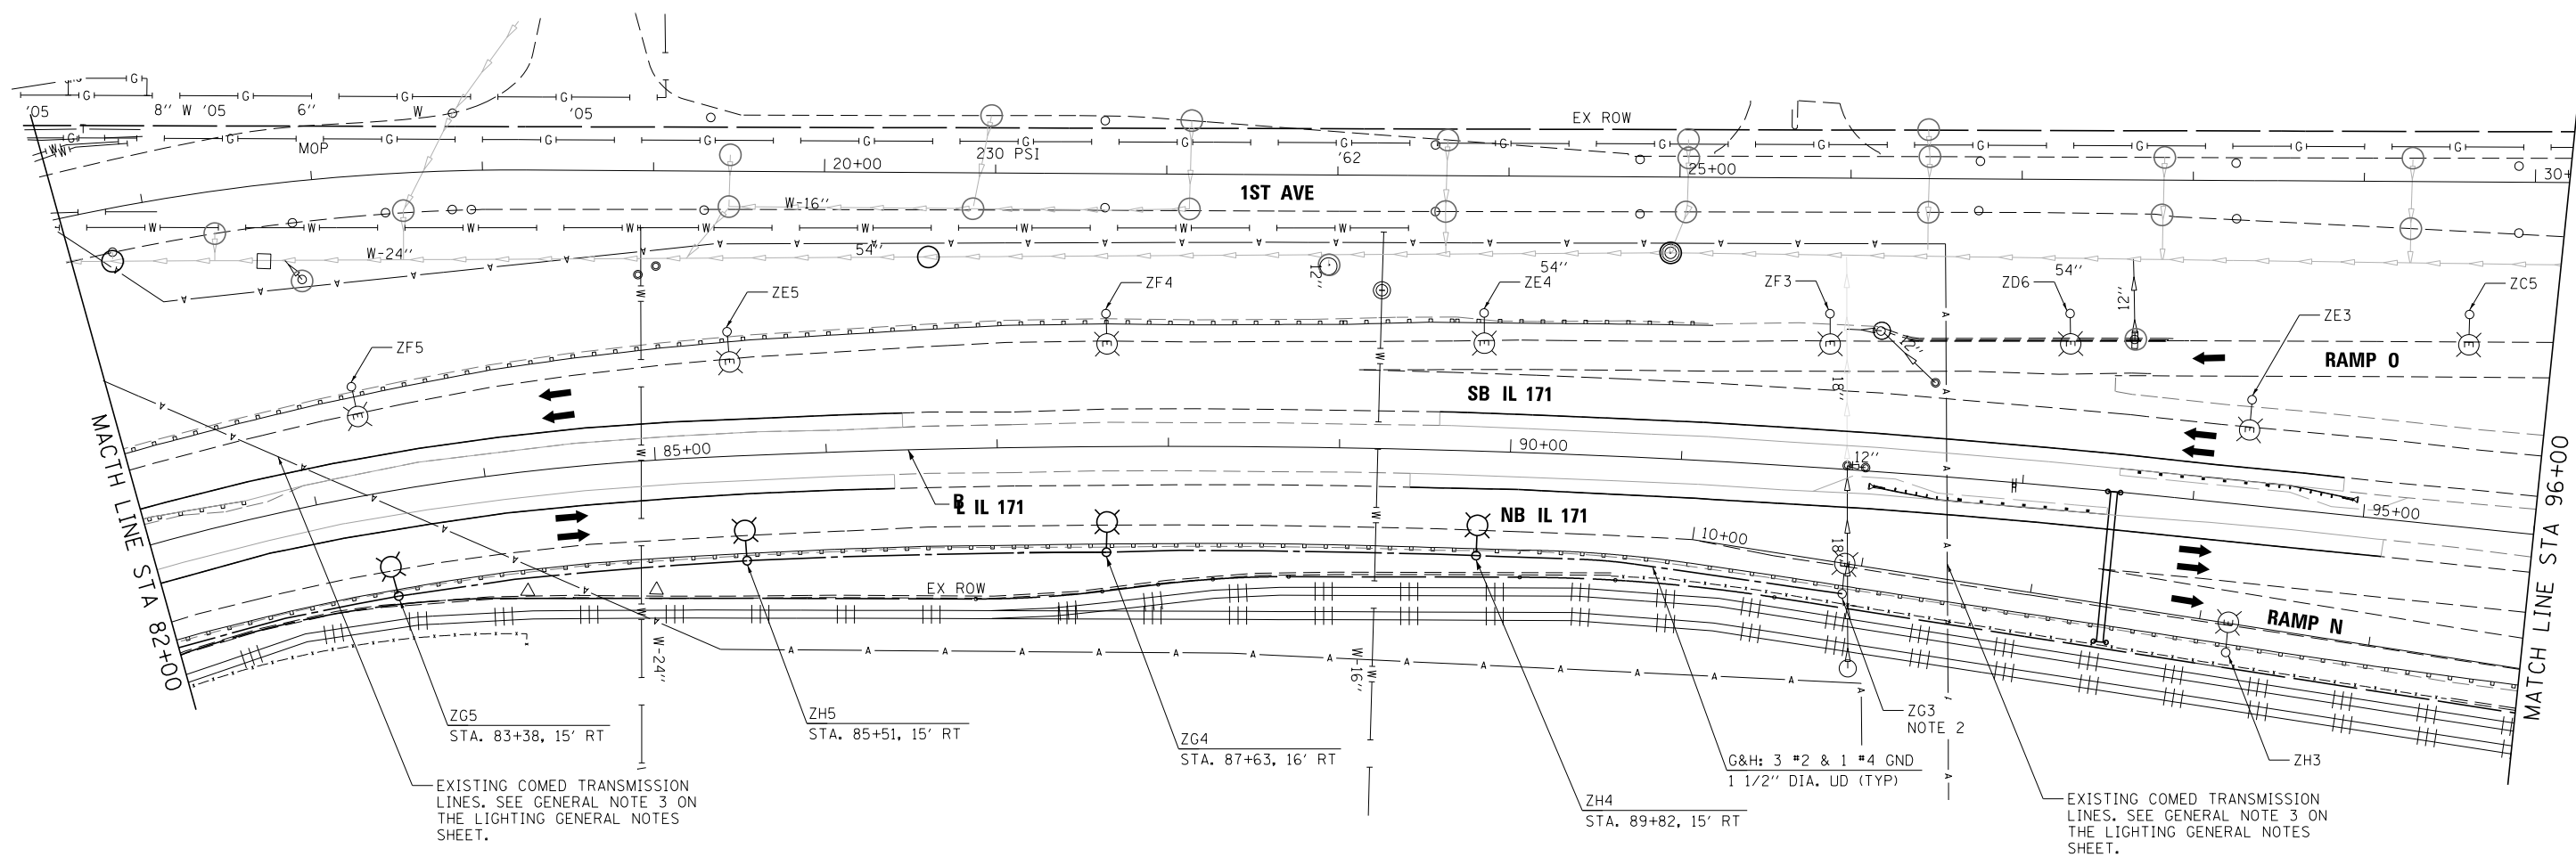 '05 8" W '05 6" W '05
MOP
230 PSI
'62
EX ROW
20+00
25+00
30+
1ST AVE
W-16"
W-24"
54"
12"
54"
54"
12"
ZF5
ZE5
ZF4
ZE4
ZF3
ZD6
ZC5
ZE3
12"
18"
RAMP O
SB IL 171
85+00
90+00
12"
95+00
℄ IL 171
NB IL 171
10+00
18"
EX ROW
RAMP N
W-24"
W-16"
MACTH LINE STA 82+00
MATCH LINE STA 96+00
ZG5
STA. 83+38, 15' RT
ZH5
STA. 85+51, 15' RT
ZG4
STA. 87+63, 16' RT
ZH4
STA. 89+82, 15' RT
G&H: 3 #2 & 1 #4 GND
1 1/2" DIA. UD (TYP)
ZG3
NOTE 2
ZH3
EXISTING COMED TRANSMISSION
LINES. SEE GENERAL NOTE 3 ON
THE LIGHTING GENERAL NOTES
SHEET.
EXISTING COMED TRANSMISSION
LINES. SEE GENERAL NOTE 3 ON
THE LIGHTING GENERAL NOTES
SHEET.